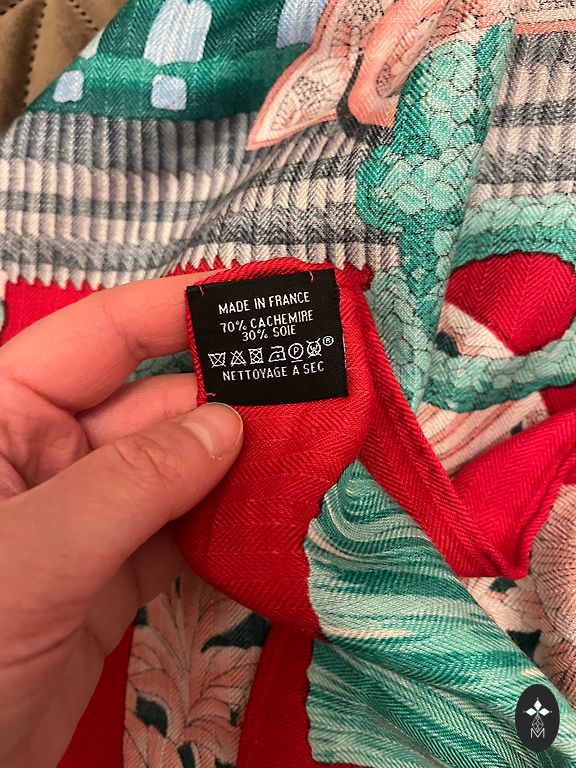 MADE IN FRANCE
70% CACHEMIRE
30% SOIE
®
NETTOYAGE A SEC